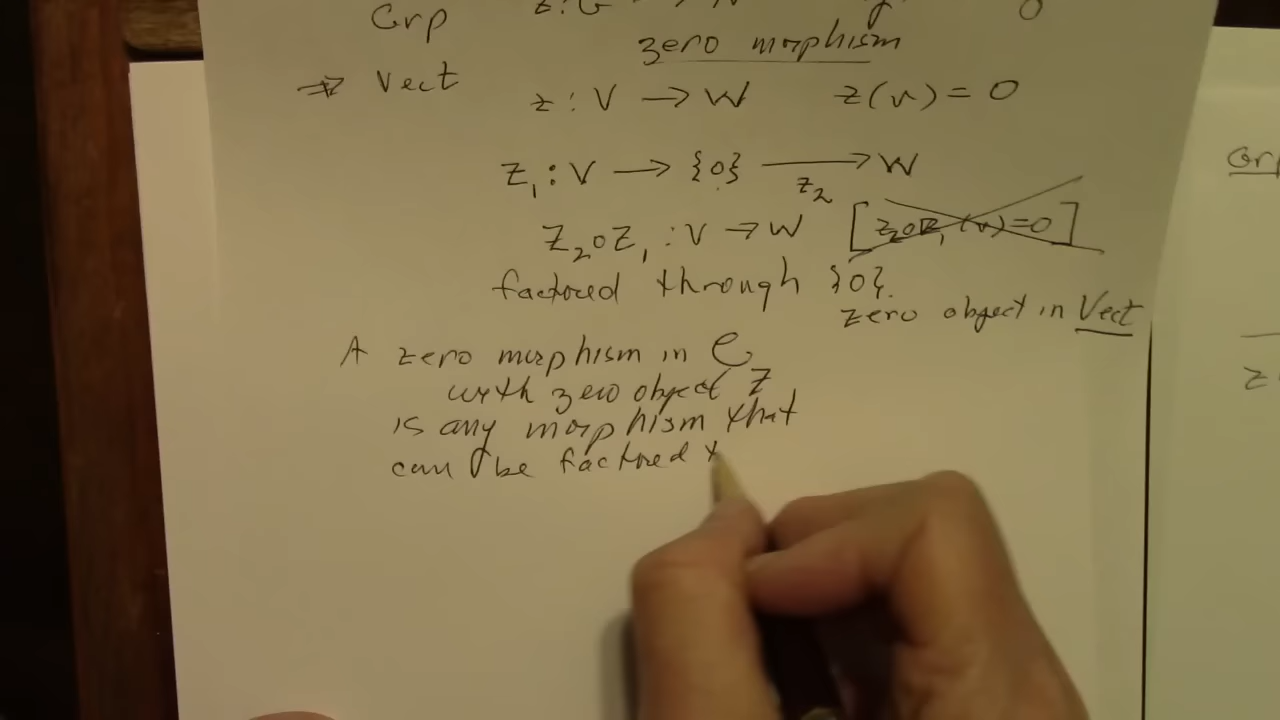 Grp
zero morphism
⇒ Vect z : V → W z(v) = 0
Z₁ : V → {0} → W
Z₂
Z₂∘Z₁ : V → W [Z₂∘Z₁(v)=0]
factored through {0}.
zero object in Vect
A zero morphism in C
with zero object Z
is any morphism that
can be factored
Grp
z